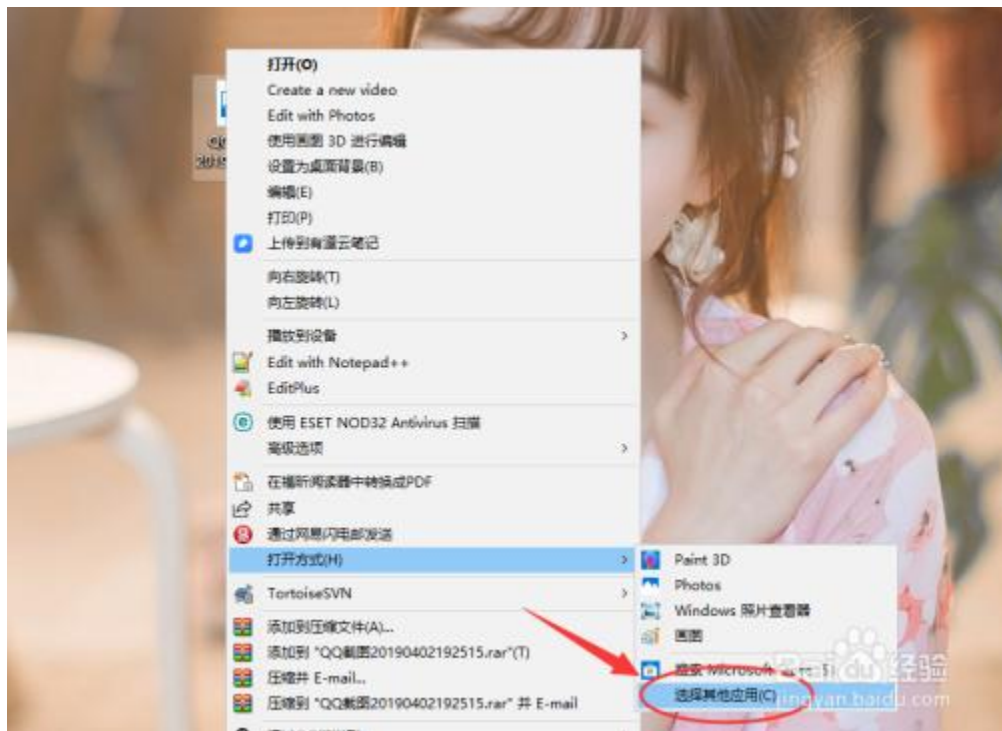 打开(O)
Create a new video
Edit with Photos
使用画图 3D 进行编辑
设置为桌面背景(B)
编辑(E)
打印(P)
上传到有道云笔记
向右旋转(T)
向左旋转(L)
播放到设备
Edit with Notepad++
EditPlus
使用 ESET NOD32 Antivirus 扫描
高级选项
在福昕阅读器中转换成PDF
共享
通过网易闪电邮发送
打开方式(H)
Paint 3D
Photos
Windows 照片查看器
画图
搜索 Microsoft
选择其他应用(C)
TortoiseSVN
添加到压缩文件(A)...
添加到 "QQ截图20190402192515.rar"(T)
压缩并 E-mail...
压缩到 "QQ截图20190402192515.rar" 并 E-mail
Baidu 经验
jingyan.baidu.com